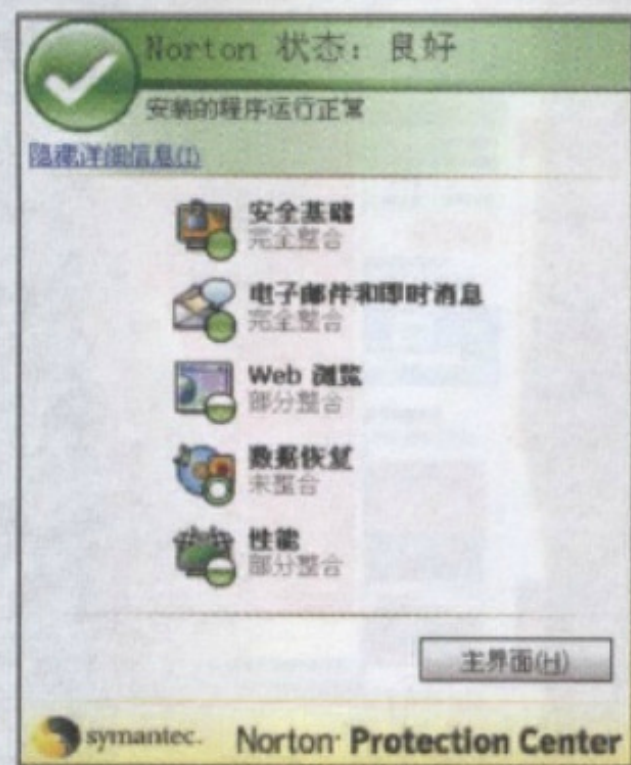 Norton 状态: 良好
安装的程序运行正常
隐藏详细信息(I)
安全基础
完全整合
电子邮件和即时消息
完全整合
Web 浏览
部分整合
数据恢复
未整合
性能
部分整合
主界面(H)
symantec. Norton Protection Center